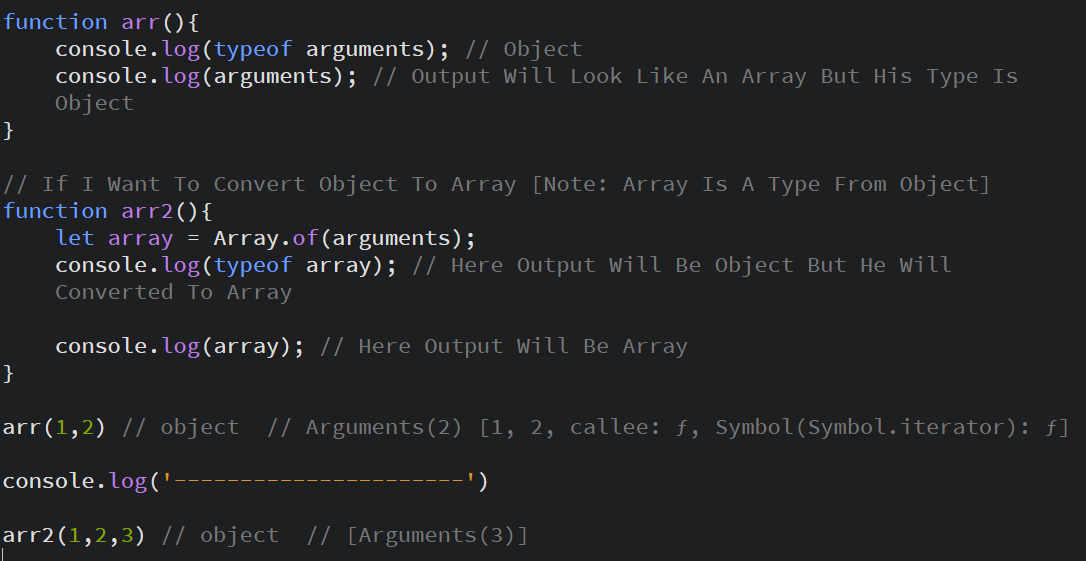 function arr(){
    console.log(typeof arguments); // Object
    console.log(arguments); // Output Will Look Like An Array But His Type Is
    Object
}

// If I Want To Convert Object To Array [Note: Array Is A Type From Object]
function arr2(){
    let array = Array.of(arguments);
    console.log(typeof array); // Here Output Will Be Object But He Will
    Converted To Array

    console.log(array); // Here Output Will Be Array
}

arr(1,2) // object  // Arguments(2) [1, 2, callee: ƒ, Symbol(Symbol.iterator): ƒ]

console.log('----------------------')

arr2(1,2,3) // object  // [Arguments(3)]